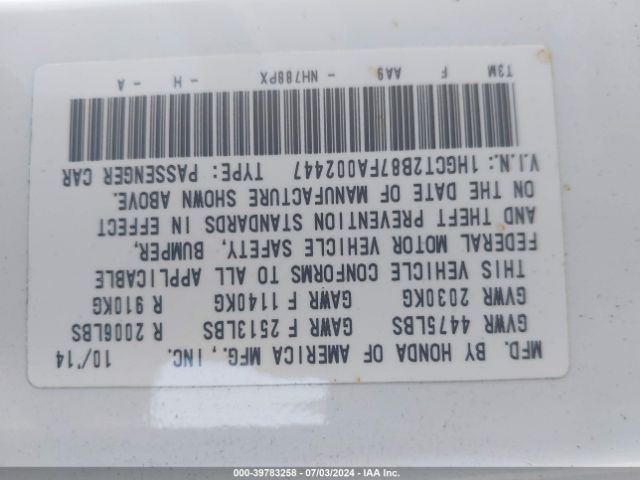 MFD. BY HONDA OF AMERICA MFG., INC. 10/'14
GVWR 4475LBS GAWR F 2513LBS R 2006LBS
GVWR 2030KG GAWR F 1140KG R 910KG
THIS VEHICLE CONFORMS TO ALL APPLICABLE
FEDERAL MOTOR VEHICLE SAFETY, BUMPER,
AND THEFT PREVENTION STANDARDS IN EFFECT
ON THE DATE OF MANUFACTURE SHOWN ABOVE.
V.I.N.: 1HGCT2B87FA002447 TYPE: PASSENGER CAR
T3M F AA9 NH788PX - H - A
000-39783258 - 07/03/2024 - IAA Inc.